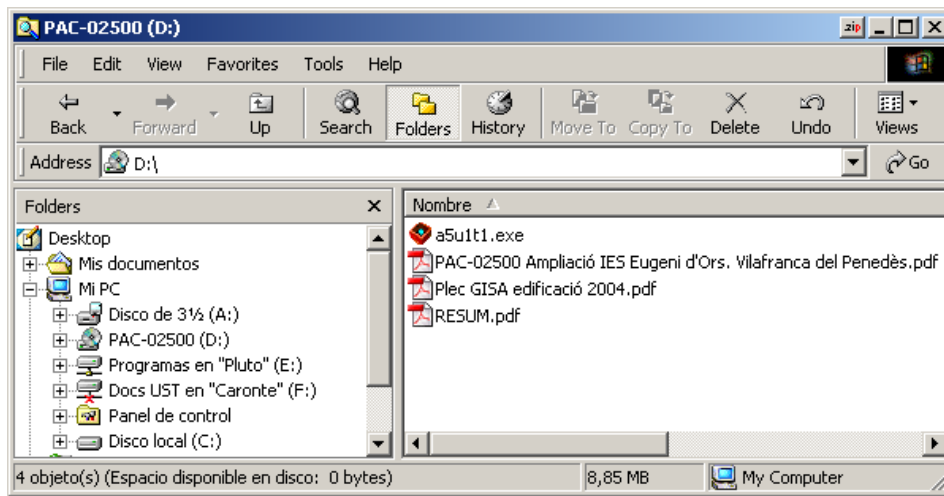 PAC-02500 (D:)
zip
File Edit View Favorites Tools Help
Back Forward Up Search Folders History Move To Copy To Delete Undo Views
Address D:\ Go
Folders
Desktop
Mis documentos
Mi PC
Disco de 3½ (A:)
PAC-02500 (D:)
Programas en "Pluto" (E:)
Docs UST en "Caronte" (F:)
Panel de control
Disco local (C:)
Nombre
a5u1t1.exe
PAC-02500 Ampliació IES Eugeni d'Ors. Vilafranca del Penedès.pdf
Plec GISA edificació 2004.pdf
RESUM.pdf
4 objeto(s) (Espacio disponible en disco: 0 bytes) 8,85 MB My Computer